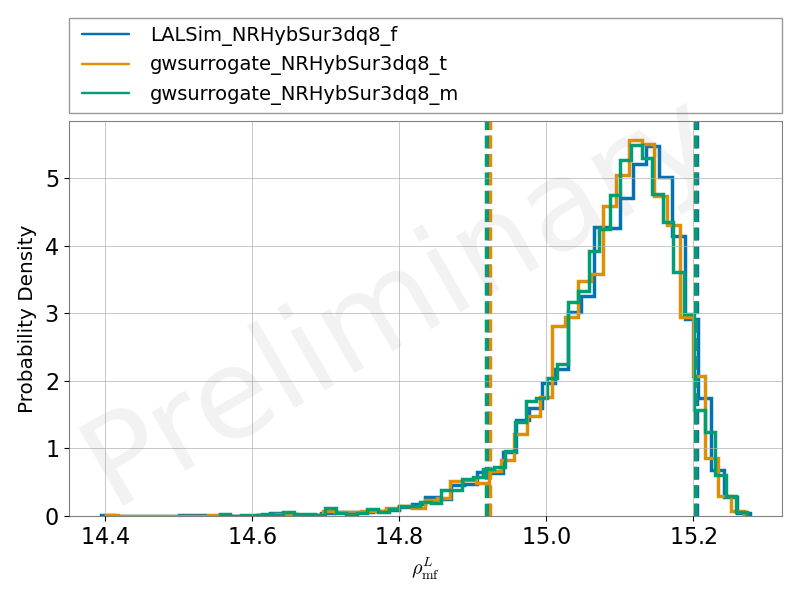 LALSim_NRHybSur3dq8_f
gwsurrogate_NRHybSur3dq8_t
gwsurrogate_NRHybSur3dq8_m
Preliminary
Probability Density
5
4
3
2
1
0
14.4 14.6 14.8 15.0 15.2
ρ_mf^L